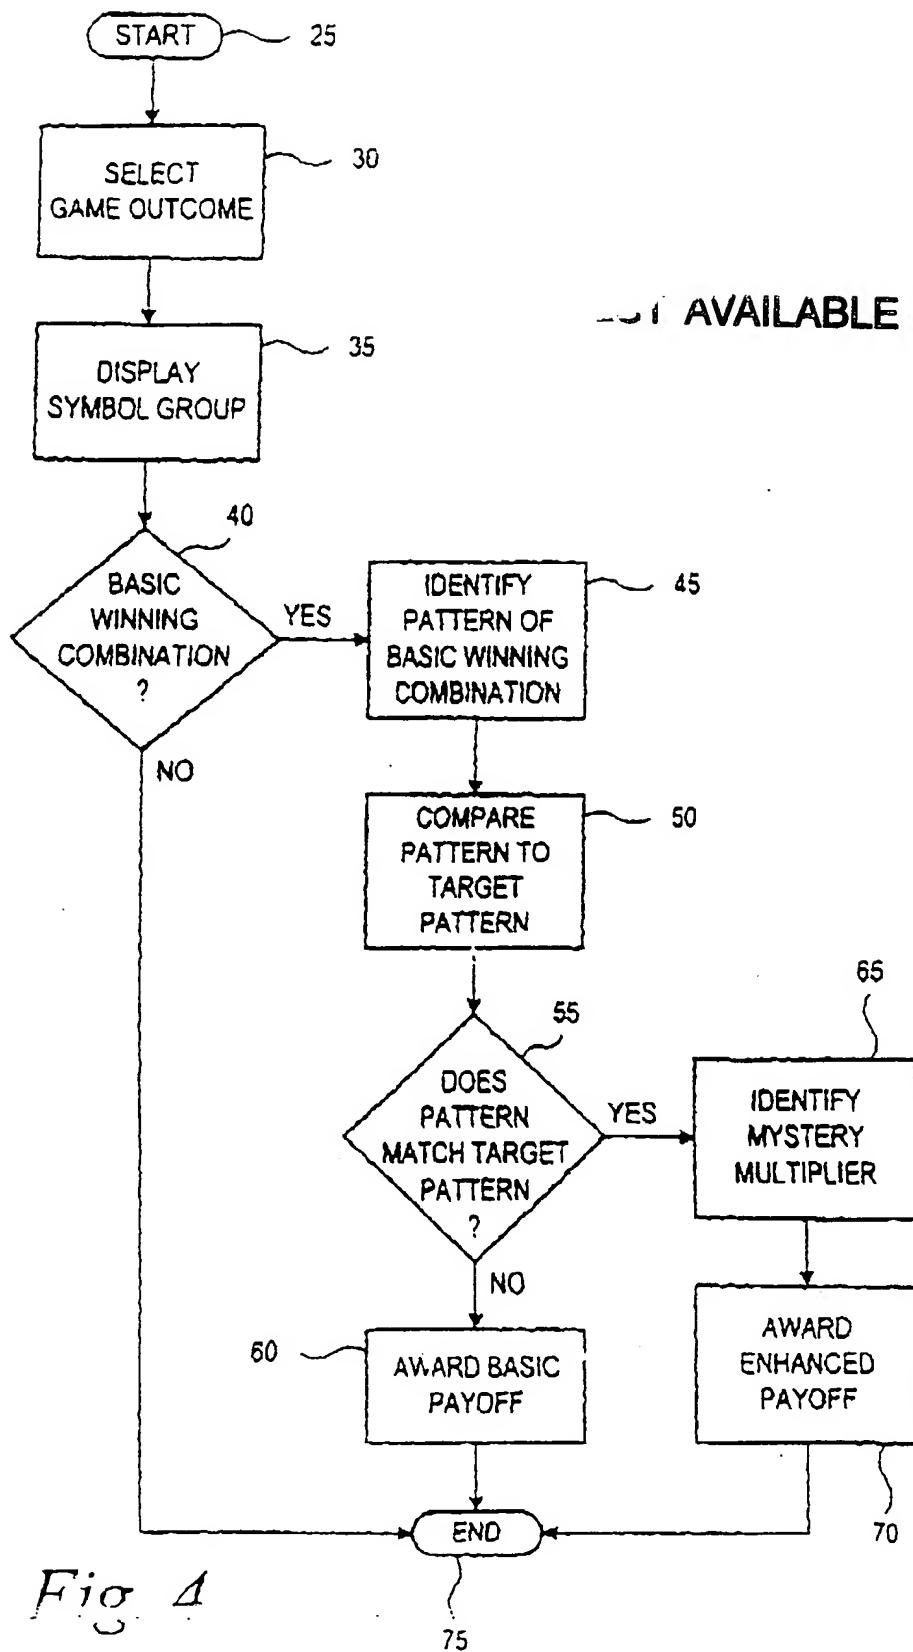 START
25
SELECT
GAME OUTCOME
30
AVAILABLE
DISPLAY
SYMBOL GROUP
35
40
BASIC
WINNING
COMBINATION
?
YES
NO
IDENTIFY
PATTERN OF
BASIC WINNING
COMBINATION
45
COMPARE
PATTERN TO
TARGET
PATTERN
50
55
DOES
PATTERN
MATCH TARGET
PATTERN
?
YES
NO
65
IDENTIFY
MYSTERY
MULTIPLIER
60
AWARD BASIC
PAYOFF
AWARD
ENHANCED
PAYOFF
70
END
75
Fig 4